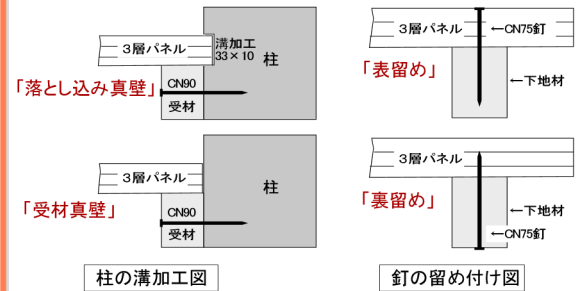 3層パネル
溝加工
33×10
柱
「落とし込み真壁」
CN90
受材
3層パネル
柱
「受材真壁」
CN90
受材
柱の溝加工図
3層パネル
←CN75釘
「表留め」
←下地材
3層パネル
「裏留め」
←下地材
←CN75釘
釘の留め付け図